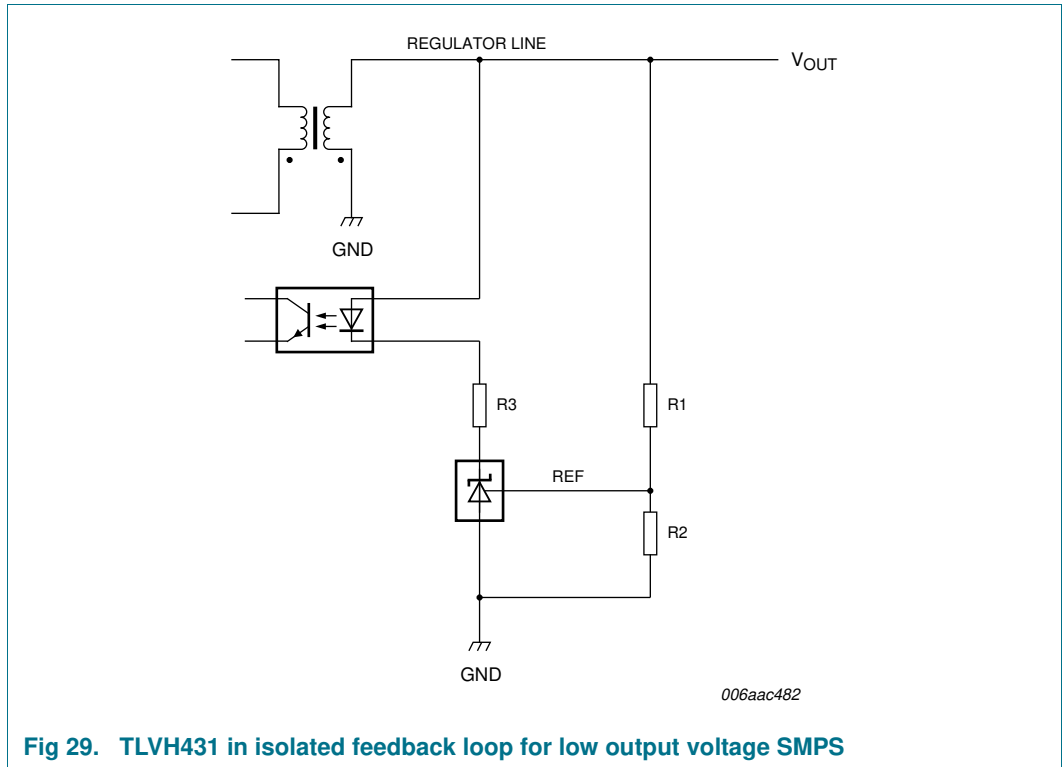 REGULATOR LINE
VOUT
GND
R3
R1
REF
R2
GND
006aac482
Fig 29. TLVH431 in isolated feedback loop for low output voltage SMPS